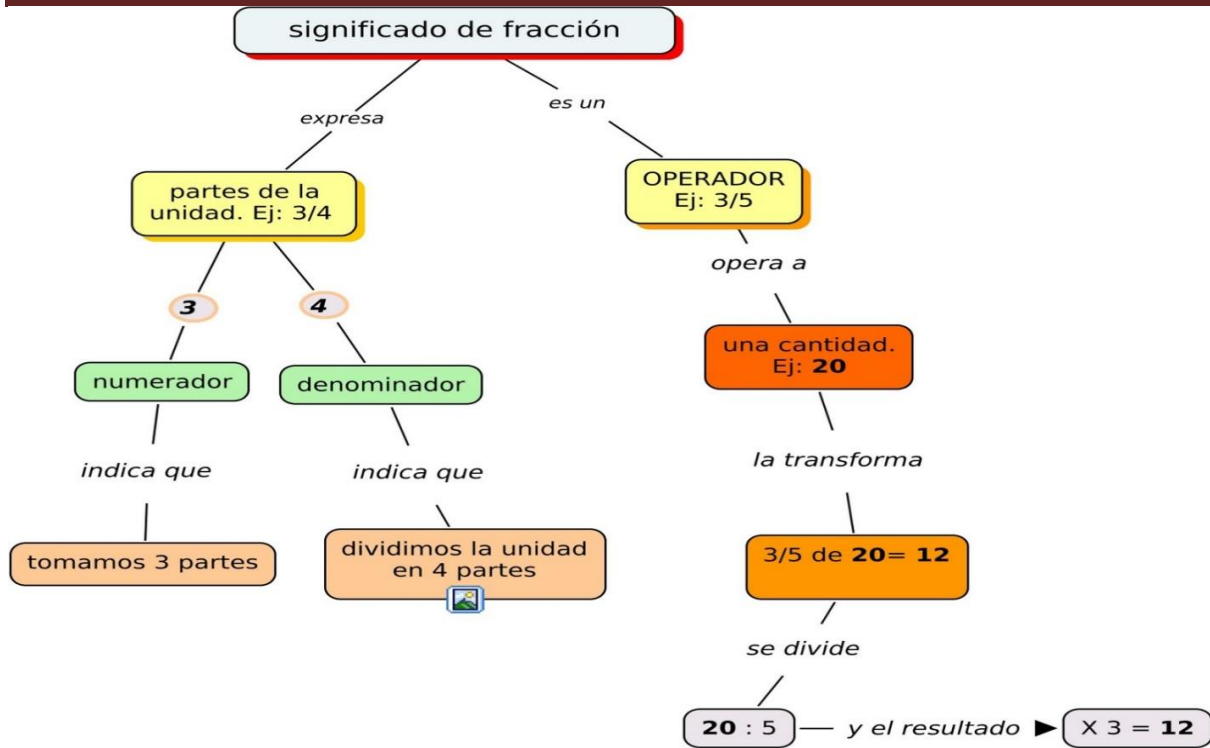 significado de fracción
expresa
es un
partes de la
unidad. Ej: 3/4
OPERADOR
Ej: 3/5
3
4
opera a
numerador
denominador
una cantidad.
Ej: 20
indica que
indica que
la transforma
tomamos 3 partes
dividimos la unidad
en 4 partes
3/5 de 20= 12
se divide
20 : 5
y el resultado
X 3 = 12